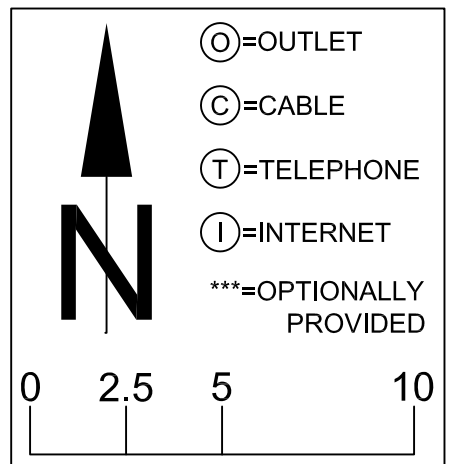 Ⓞ=OUTLET
Ⓒ=CABLE
Ⓣ=TELEPHONE
Ⓘ=INTERNET
***=OPTIONALLY
PROVIDED
N
0 2.5 5 10